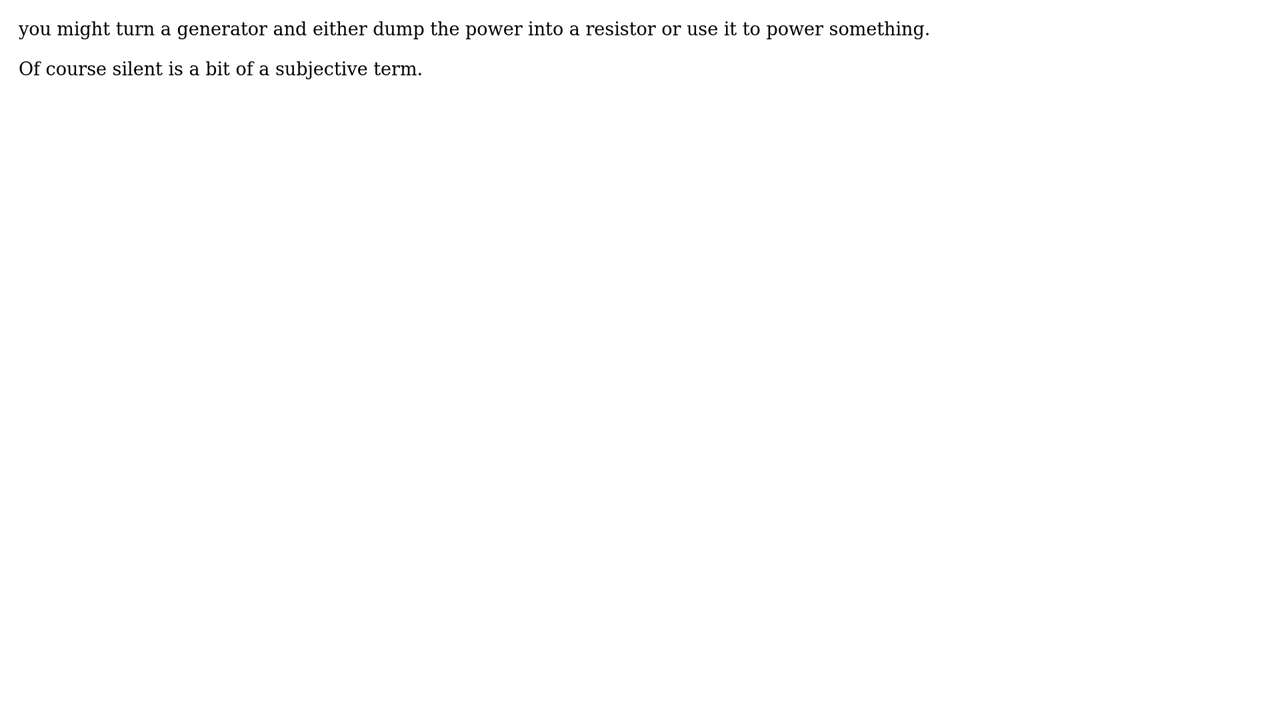 you might turn a generator and either dump the power into a resistor or use it to power something.
Of course silent is a bit of a subjective term.